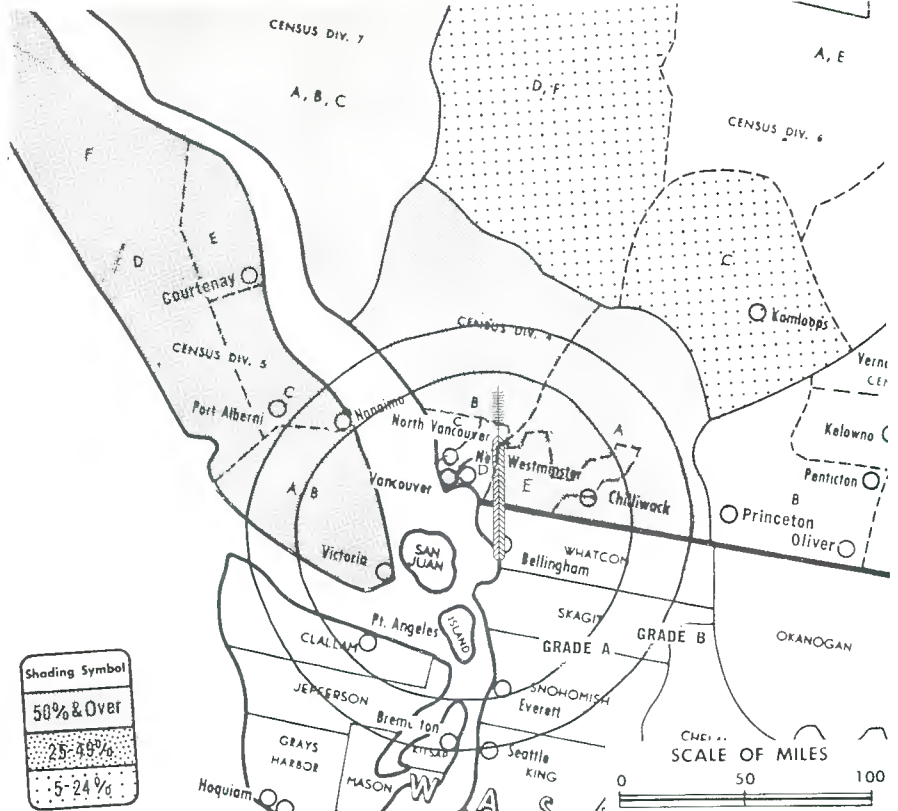 CENSUS DIV. 7
A, B, C
D, F
A, E
CENSUS DIV. 6
F
E
D
Courtenay
C
Kamloops
CENSUS DIV. 4
CENSUS DIV. 5
C
Port Alberni
Nanaimo
B
C
North Vancouver
A
Westminster
D
E
Vancouver
Chilliwack
A, B
Kelowna
Penticton
B
Princeton
Oliver
Victoria
SAN
JUAN
WHATCOM
Bellingham
SKAGIT
Pt. Angeles
ISLAND
CLALLAM
GRADE A
GRADE B
OKANOGAN
Shading Symbol
50% & Over
25-49%
5-24%
JEFFERSON
SNOHOMISH
Everett
Bremerton
GRAYS
HARBOR
KITSAP
Seattle
KING
MASON
Hoquiam
W
A
SCALE OF MILES
0 50 100